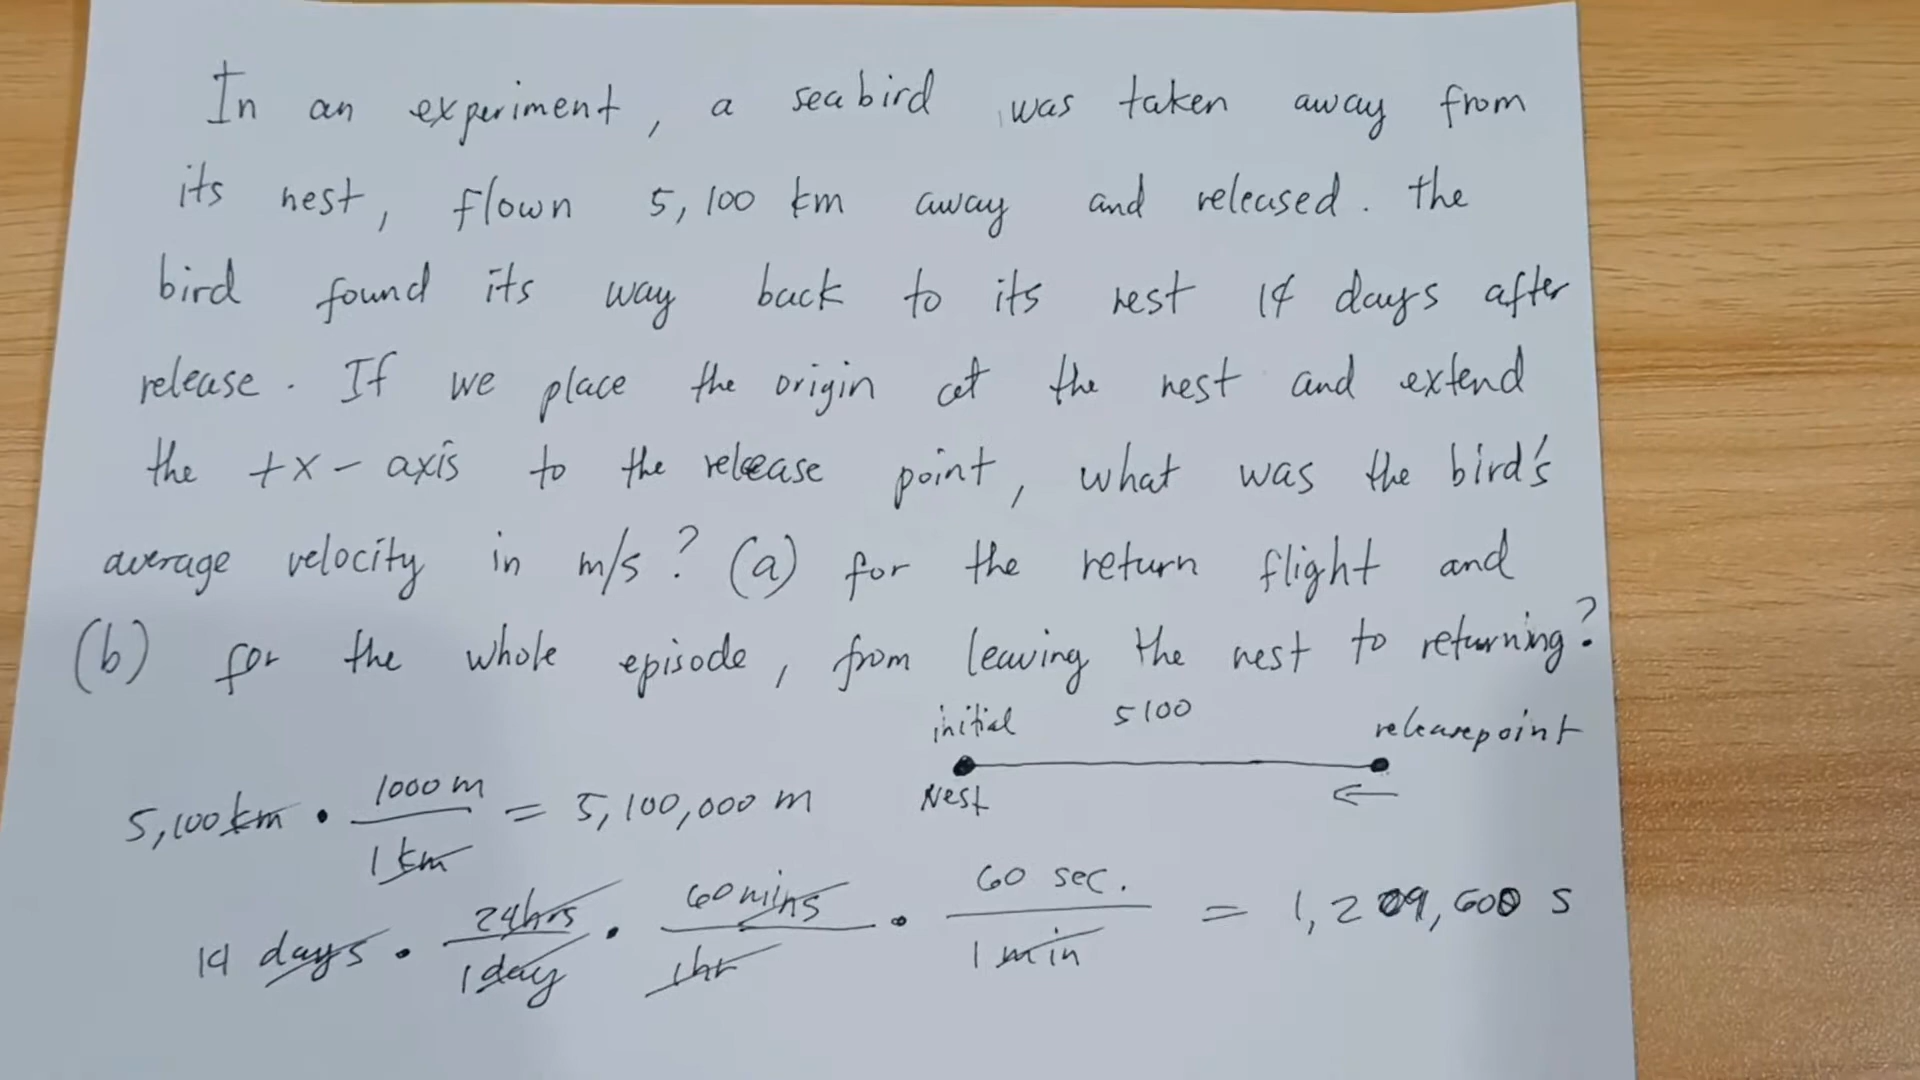 In an experiment, a seabird was taken away from
its nest, flown 5,100 km away and released. the
bird found its way back to its nest 14 days after
release. If we place the origin at the nest and extend
the +x-axis to the release point, what was the bird's
average velocity in m/s? (a) for the return flight and
(b) for the whole episode, from leaving the nest to returning?
initial 5100 releasepoint
Nest ←
5,100 km • 1000 m / 1 km = 5,100,000 m
14 days • 24hrs / 1 day • 60 mins / 1hr • 60 sec. / 1 min = 1,209,600 s